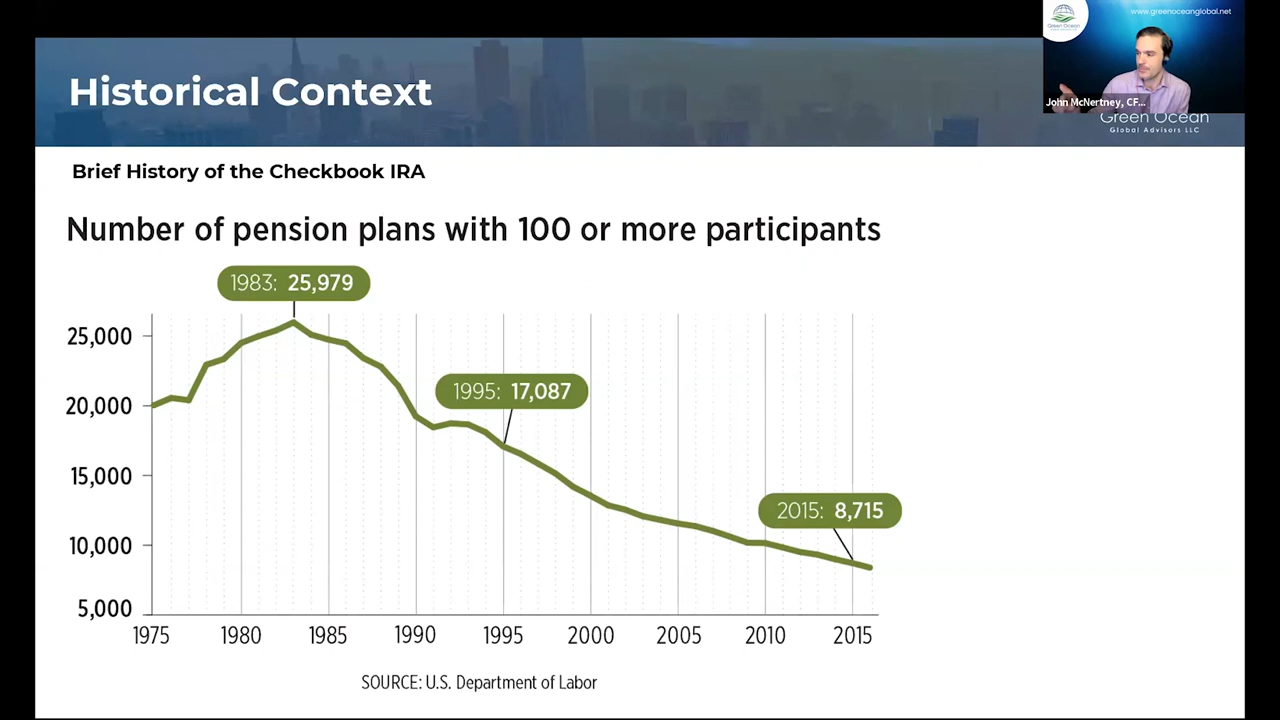 www.greenoceanglobal.net
Green Ocean
John McNertney, CF...
Historical Context
Green Ocean
Global Advisors LLC
Brief History of the Checkbook IRA
Number of pension plans with 100 or more participants
1983: 25,979
25,000
1995: 17,087
20,000
15,000
2015: 8,715
10,000
5,000
1975 1980 1985 1990 1995 2000 2005 2010 2015
SOURCE: U.S. Department of Labor